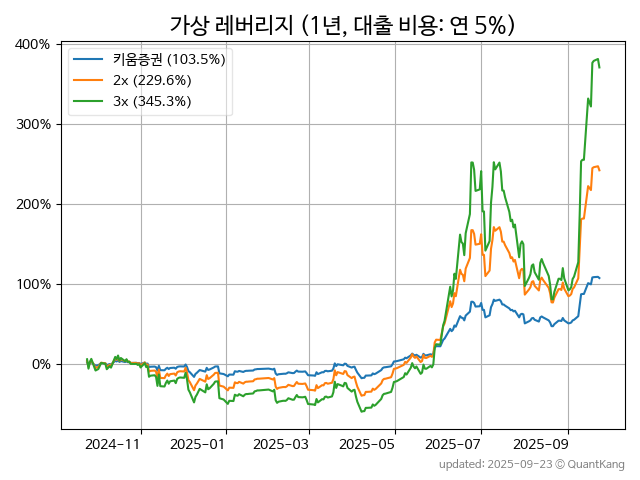 가상 레버리지 (1년, 대출 비용: 연 5%)
400%
300%
200%
100%
0%
키움증권 (103.5%)
2x (229.6%)
3x (345.3%)
2024-11
2025-01
2025-03
2025-05
2025-07
2025-09
updated: 2025-09-23 © QuantKang